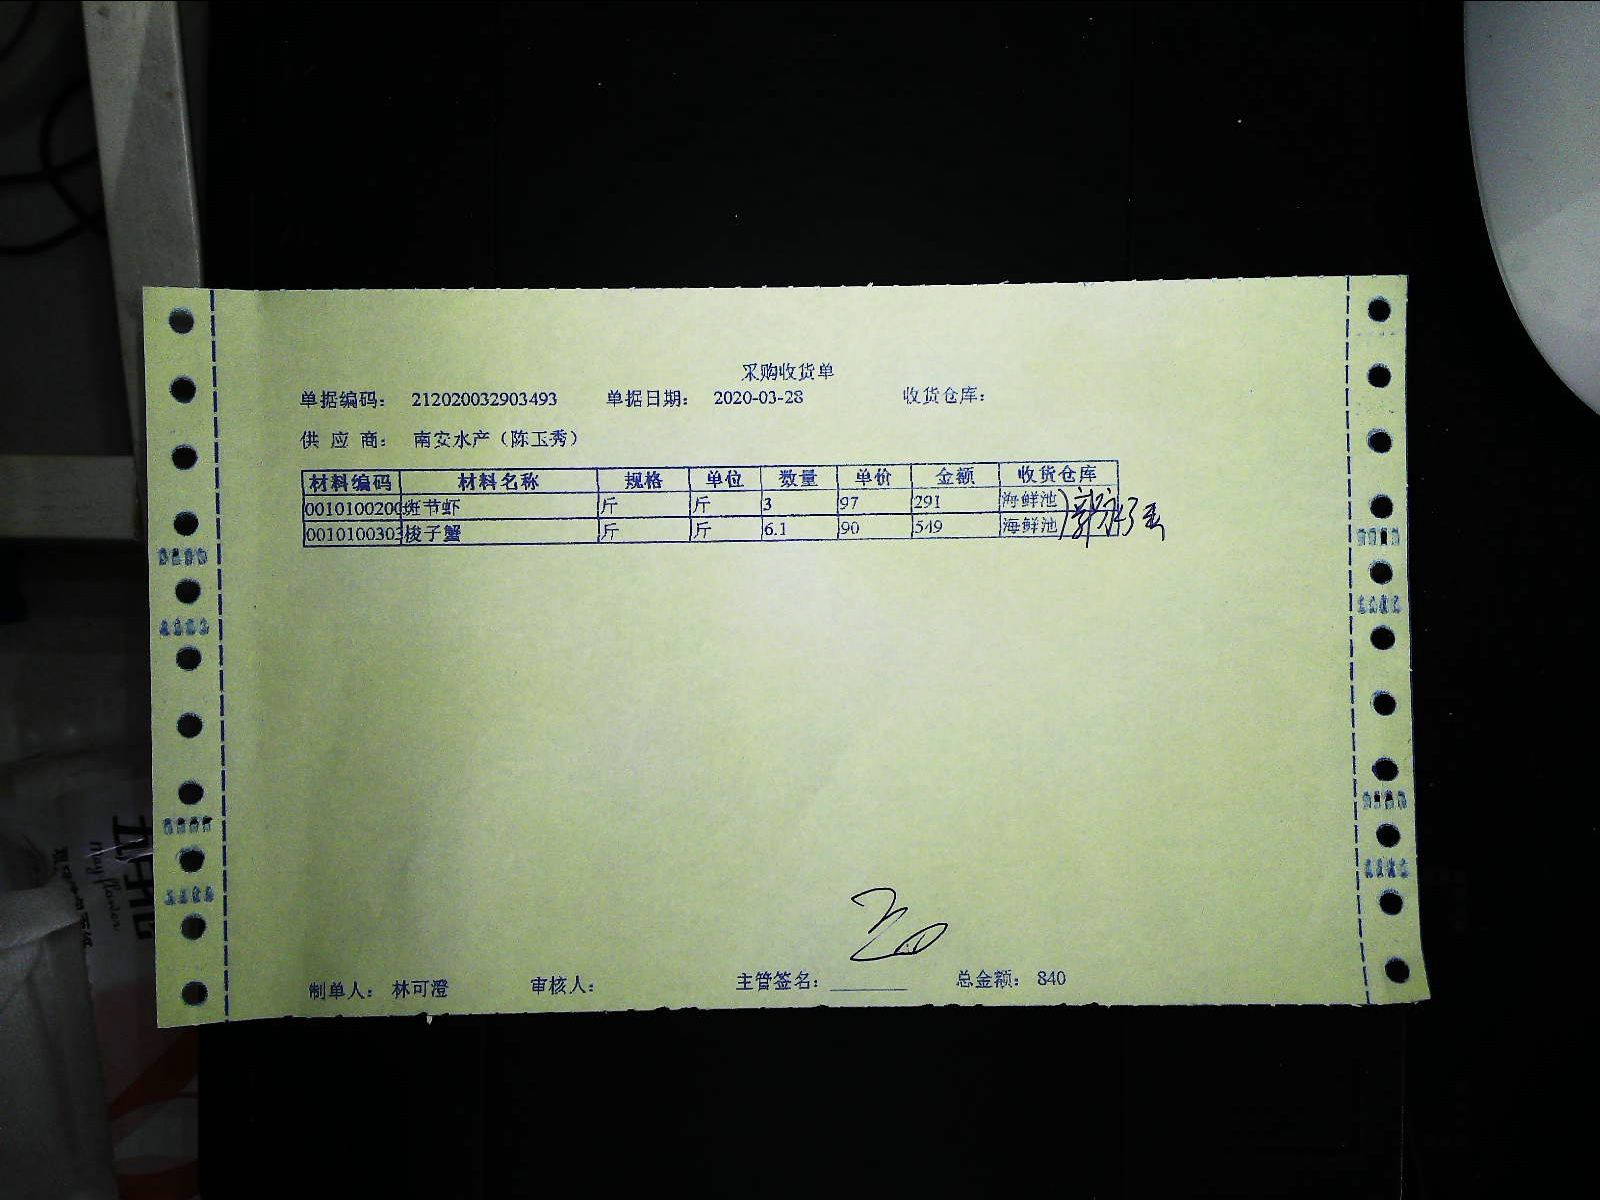 采购收货单
单据编码: 212020032903493 单据日期: 2020-03-28 收货仓库:
供 应 商: 南安水产（陈玉秀）
材料编码 材料名称 规格 单位 数量 单价 金额 收货仓库
0010100200 斑节虾 斤 斤 3 97 291 海鲜池
0010100303 梭子蟹 斤 斤 6.1 90 549 海鲜池
制单人: 林可澄 审核人: 主管签名: 总金额: 840
Mayflower